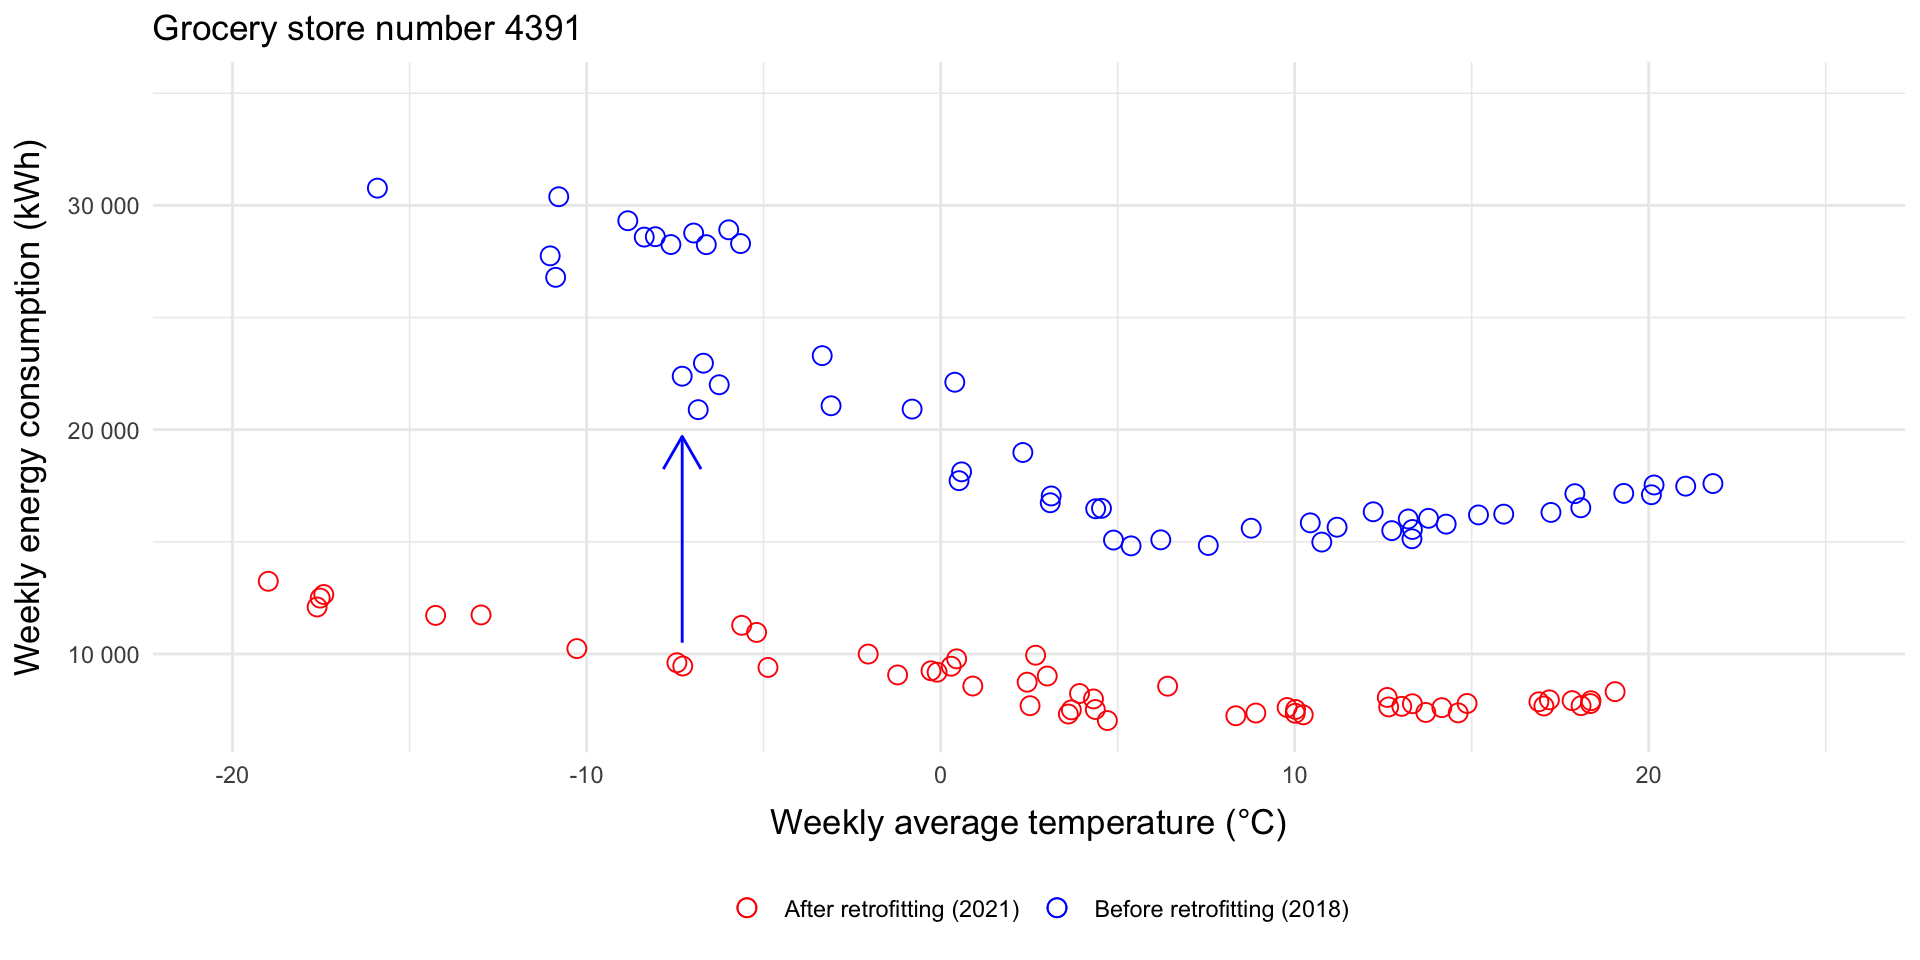 Grocery store number 4391
Weekly energy consumption (kWh)
30 000
20 000
10 000
-20
-10
0
10
20
Weekly average temperature (°C)
After retrofitting (2021)
Before retrofitting (2018)